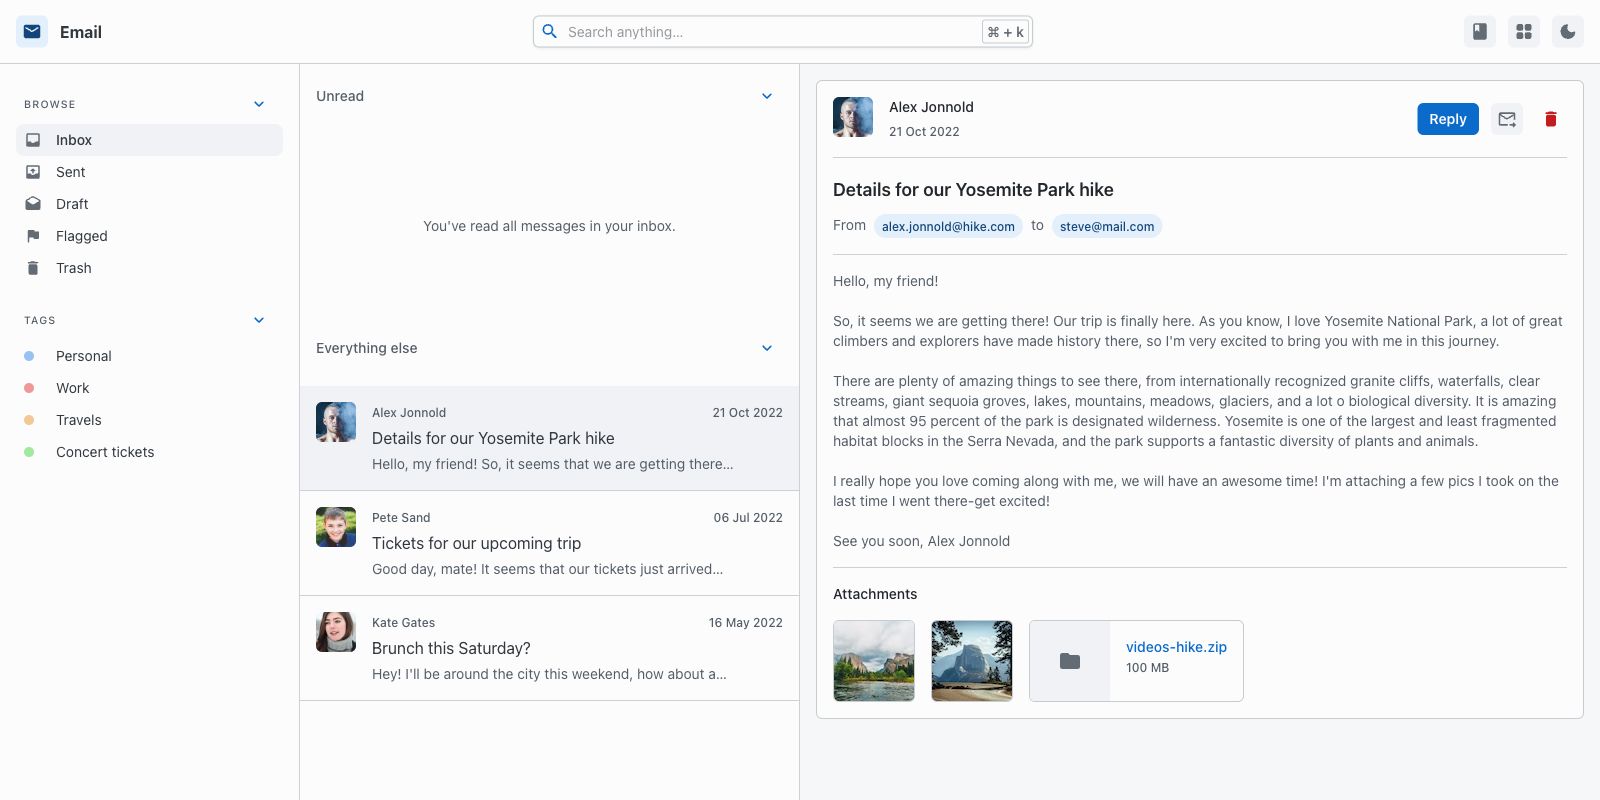 Email
Search anything…
⌘ + k
BROWSE
Inbox
Sent
Draft
Flagged
Trash
TAGS
Personal
Work
Travels
Concert tickets
Unread
You've read all messages in your inbox.
Everything else
Alex Jonnold 21 Oct 2022
Details for our Yosemite Park hike
Hello, my friend! So, it seems that we are getting there…
Pete Sand 06 Jul 2022
Tickets for our upcoming trip
Good day, mate! It seems that our tickets just arrived…
Kate Gates 16 May 2022
Brunch this Saturday?
Hey! I'll be around the city this weekend, how about a…
Alex Jonnold
21 Oct 2022
Reply
Details for our Yosemite Park hike
From alex.jonnold@hike.com to steve@mail.com
Hello, my friend!
So, it seems we are getting there! Our trip is finally here. As you know, I love Yosemite National Park, a lot of great
climbers and explorers have made history there, so I'm very excited to bring you with me in this journey.
There are plenty of amazing things to see there, from internationally recognized granite cliffs, waterfalls, clear
streams, giant sequoia groves, lakes, mountains, meadows, glaciers, and a lot o biological diversity. It is amazing
that almost 95 percent of the park is designated wilderness. Yosemite is one of the largest and least fragmented
habitat blocks in the Serra Nevada, and the park supports a fantastic diversity of plants and animals.
I really hope you love coming along with me, we will have an awesome time! I'm attaching a few pics I took on the
last time I went there-get excited!
See you soon, Alex Jonnold
Attachments
videos-hike.zip
100 MB